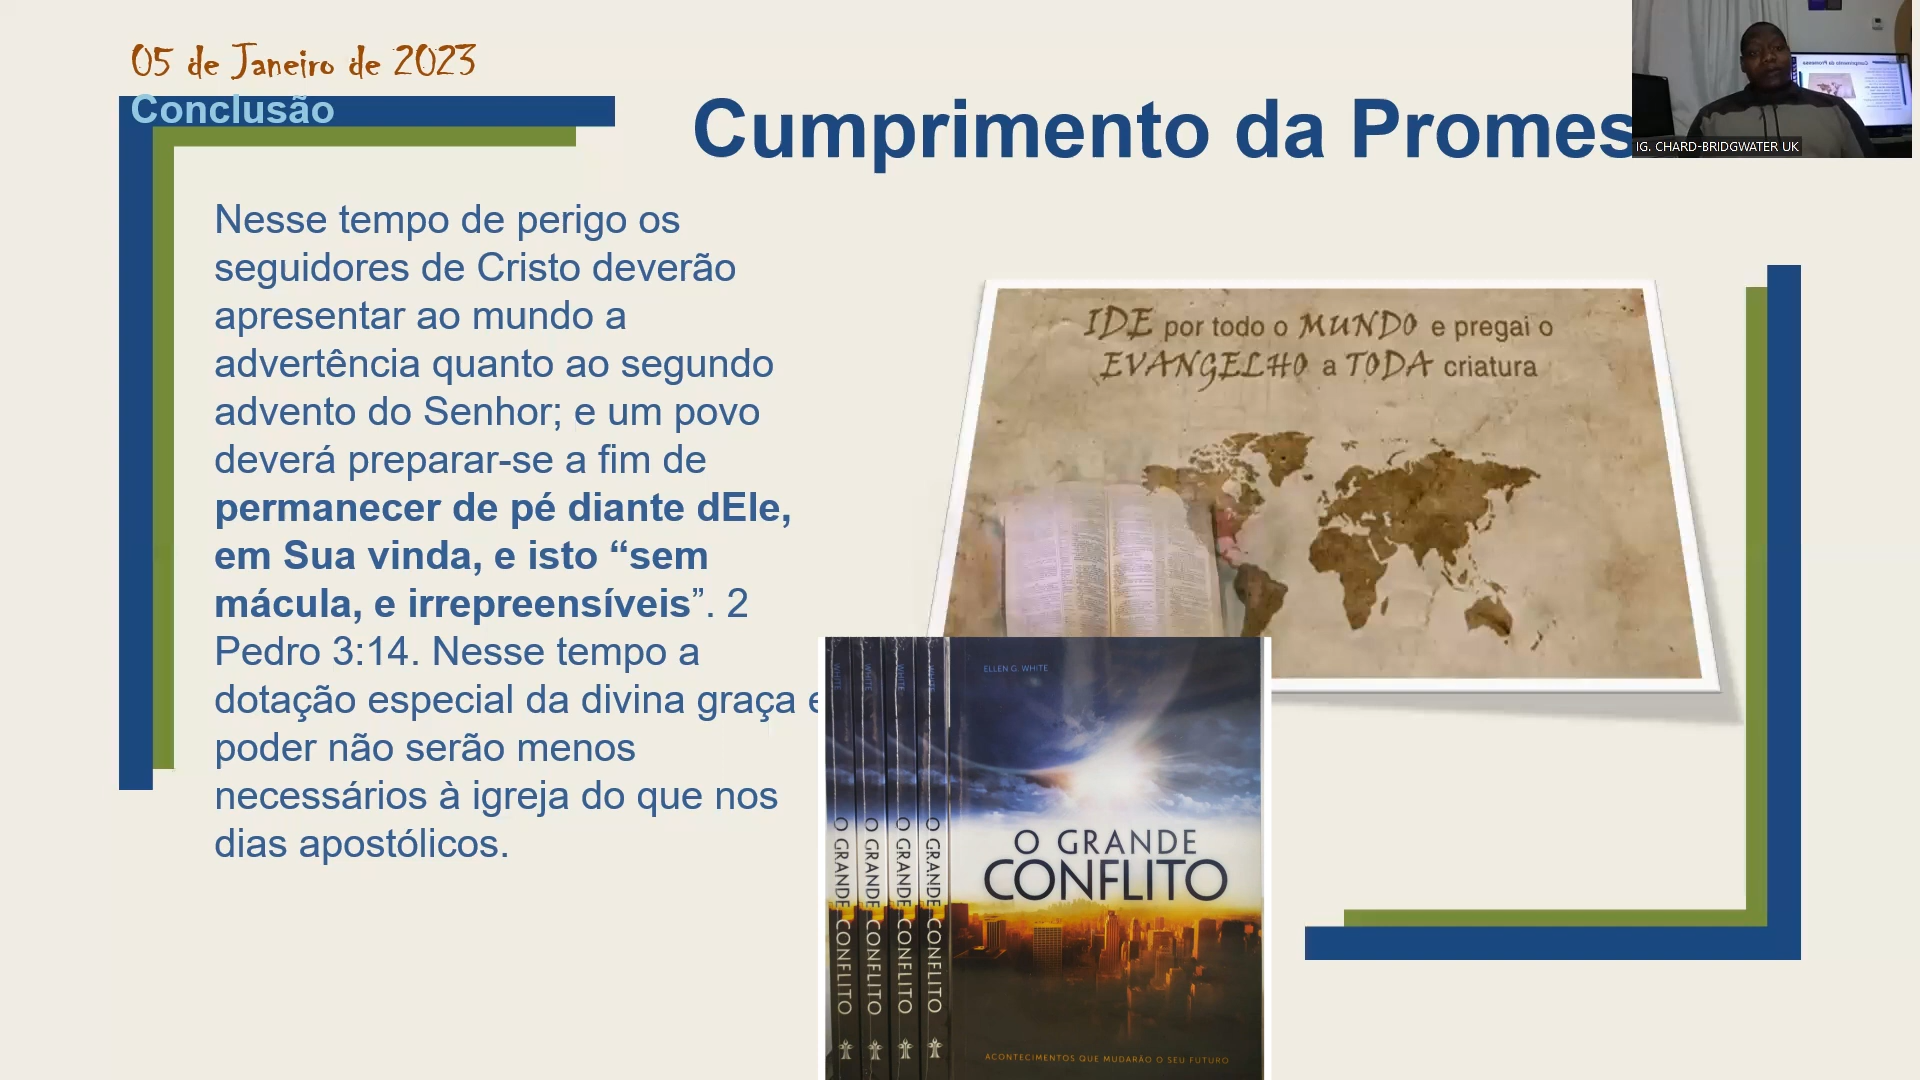 05 de Janeiro de 2023
Conclusão
Cumprimento da Promes
IG. CHARD-BRIDGWATER UK
Nesse tempo de perigo os
seguidores de Cristo deverão
apresentar ao mundo a
advertência quanto ao segundo
advento do Senhor; e um povo
deverá preparar-se a fim de
permanecer de pé diante dEle,
em Sua vinda, e isto “sem
mácula, e irrepreensíveis”. 2
Pedro 3:14. Nesse tempo a
dotação especial da divina graça e
poder não serão menos
necessários à igreja do que nos
dias apostólicos.
IDE por todo o MUNDO e pregai o
EVANGELHO a TODA criatura
WHITE
O GRANDE CONFLITO
WHITE
O GRANDE CONFLITO
WHITE
O GRANDE CONFLITO
WHITE
O GRANDE CONFLITO
ELLEN G. WHITE
O GRANDE
CONFLITO
ACONTECIMENTOS QUE MUDARÃO O SEU FUTURO